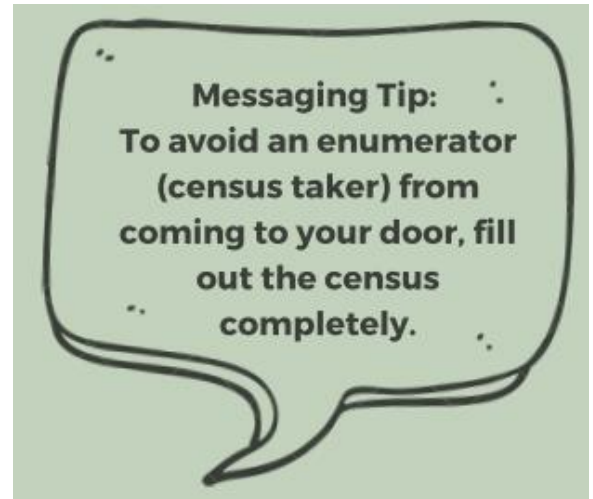 Messaging Tip:
To avoid an enumerator
(census taker) from
coming to your door, fill
out the census
completely.